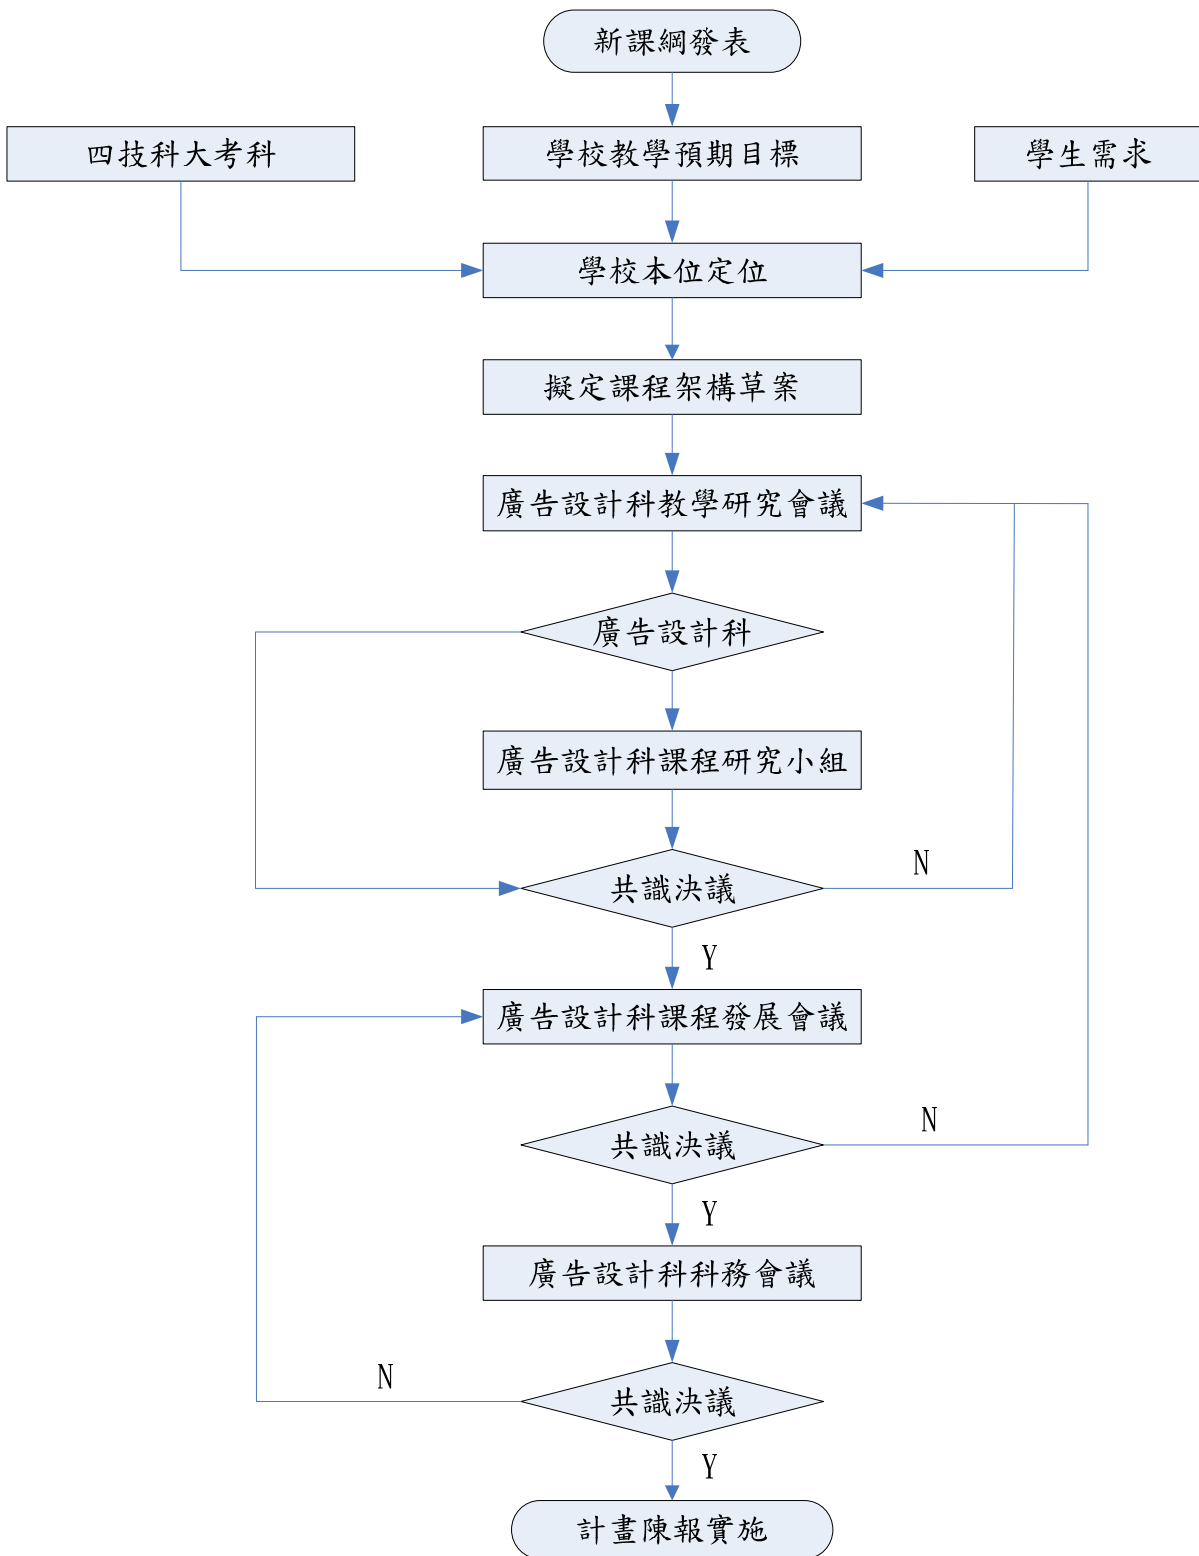 新課綱發表
四技科大考科
學校教學預期目標
學生需求
學校本位定位
擬定課程架構草案
廣告設計科教學研究會議
廣告設計科
廣告設計科課程研究小組
共識決議
N
Y
廣告設計科課程發展會議
共識決議
N
Y
廣告設計科科務會議
N
共識決議
Y
計畫陳報實施